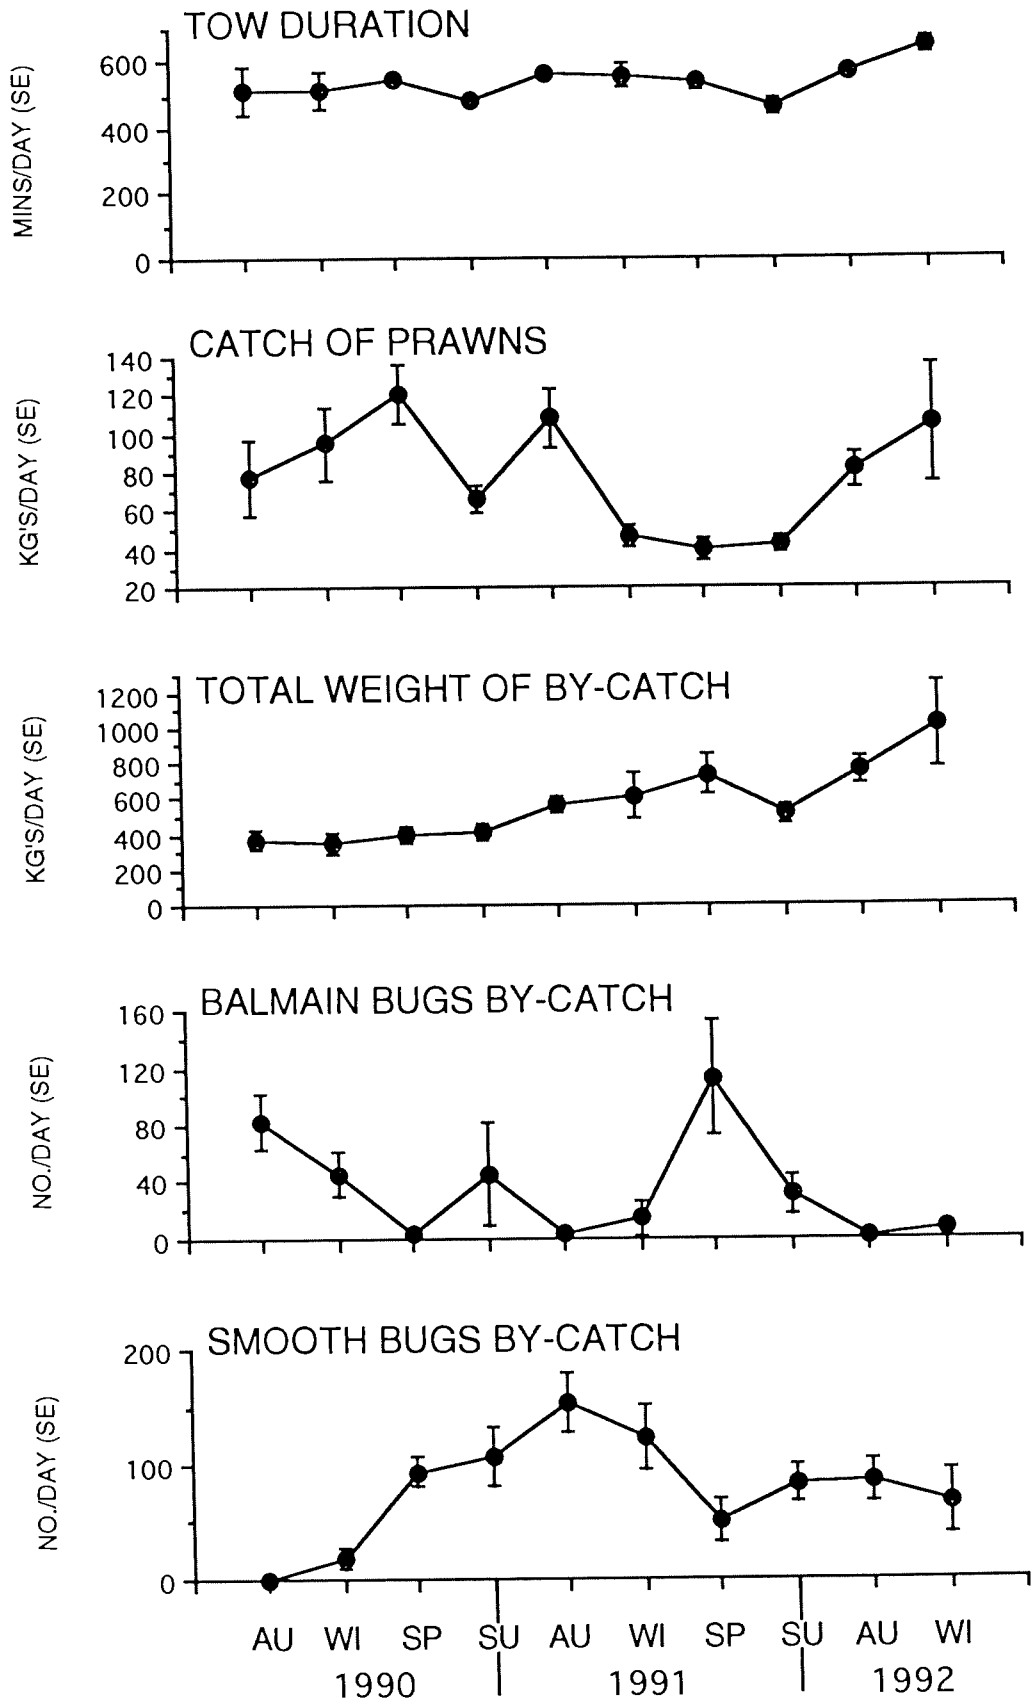 TOW DURATION
MINS/DAY (SE)
600
400
200
0
CATCH OF PRAWNS
KG'S/DAY (SE)
140
120
100
80
60
40
20
TOTAL WEIGHT OF BY-CATCH
KG'S/DAY (SE)
1200
1000
800
600
400
200
0
BALMAIN BUGS BY-CATCH
NO./DAY (SE)
160
120
80
40
0
SMOOTH BUGS BY-CATCH
NO./DAY (SE)
200
100
0
AU WI SP SU AU WI SP SU AU WI
1990 1991 1992